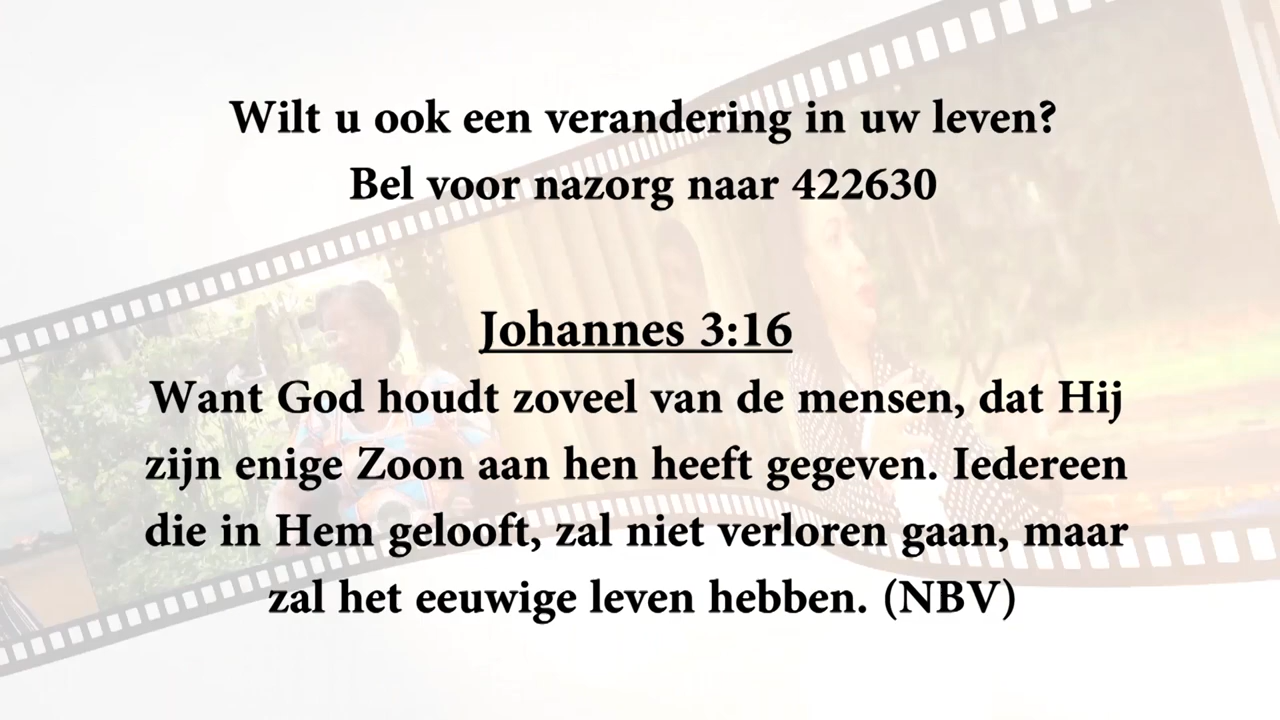 Wilt u ook een verandering in uw leven?
Bel voor nazorg naar 422630
Johannes 3:16
Want God houdt zoveel van de mensen, dat Hij
zijn enige Zoon aan hen heeft gegeven. Iedereen
die in Hem gelooft, zal niet verloren gaan, maar
zal het eeuwige leven hebben. (NBV)